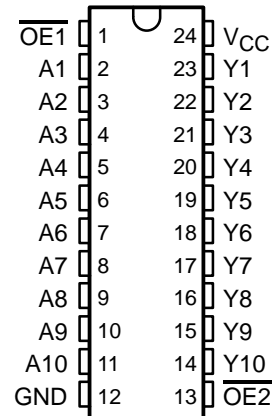 O̅E̅1̅ 1 24 VCC
A1 2 23 Y1
A2 3 22 Y2
A3 4 21 Y3
A4 5 20 Y4
A5 6 19 Y5
A6 7 18 Y6
A7 8 17 Y7
A8 9 16 Y8
A9 10 15 Y9
A10 11 14 Y10
GND 12 13 O̅E̅2̅